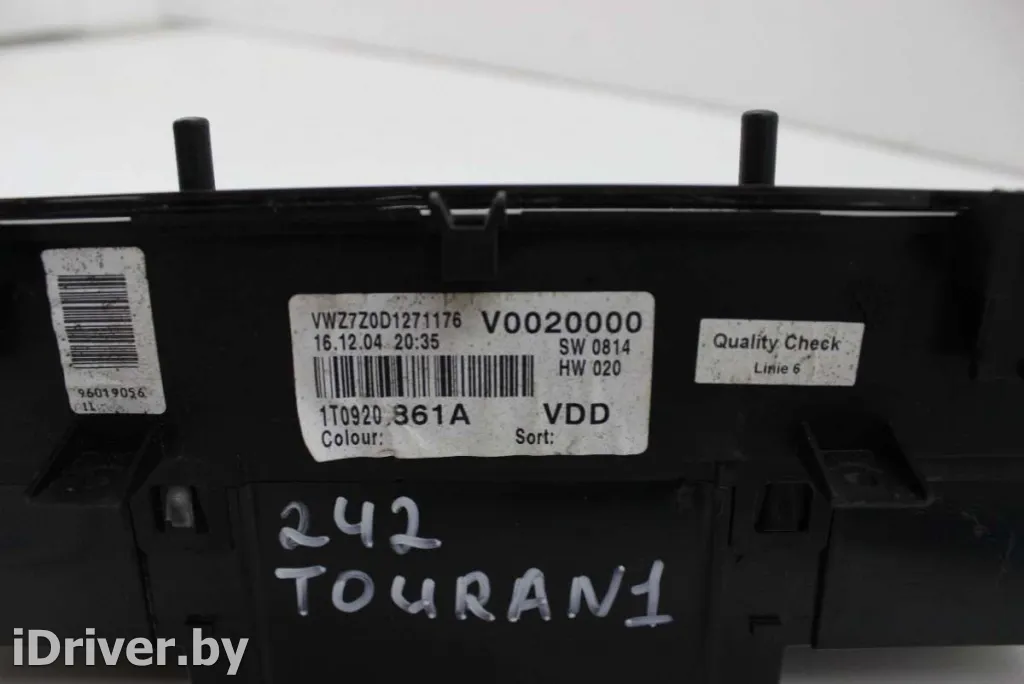 VWZ7Z0D1271176 V0020000
16.12.04 20:35 SW 0814
HW 020
1T0920 861A VDD
Colour: Sort:
Quality Check
Linie 6
96019056
1L
242
TOURAN1
iDriver.by